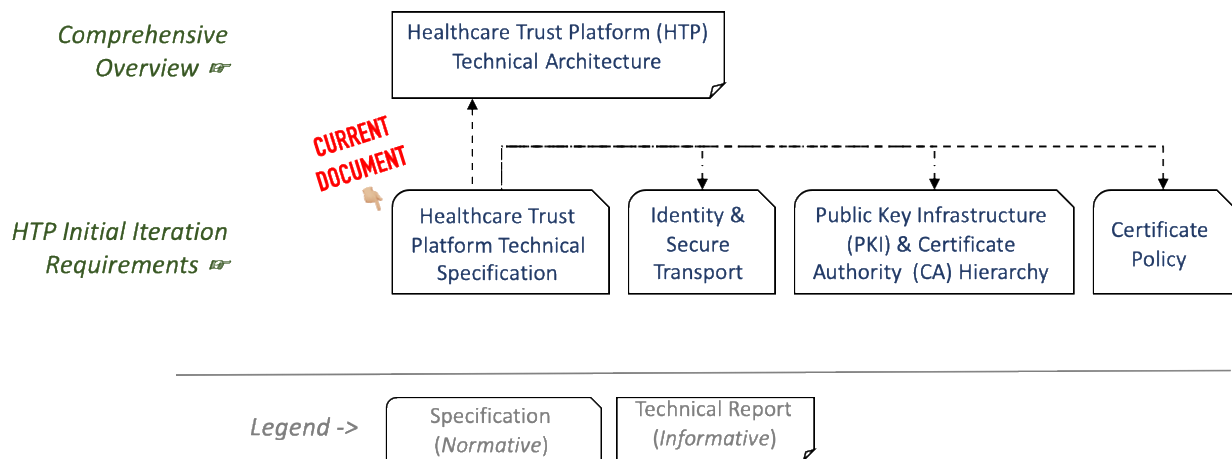 Comprehensive
Overview ☞
Healthcare Trust Platform (HTP)
Technical Architecture
CURRENT
DOCUMENT
HTP Initial Iteration
Requirements ☞
Healthcare Trust
Platform Technical
Specification
Identity &
Secure
Transport
Public Key Infrastructure
(PKI) & Certificate
Authority (CA) Hierarchy
Certificate
Policy
Legend ->
Specification
(Normative)
Technical Report
(Informative)